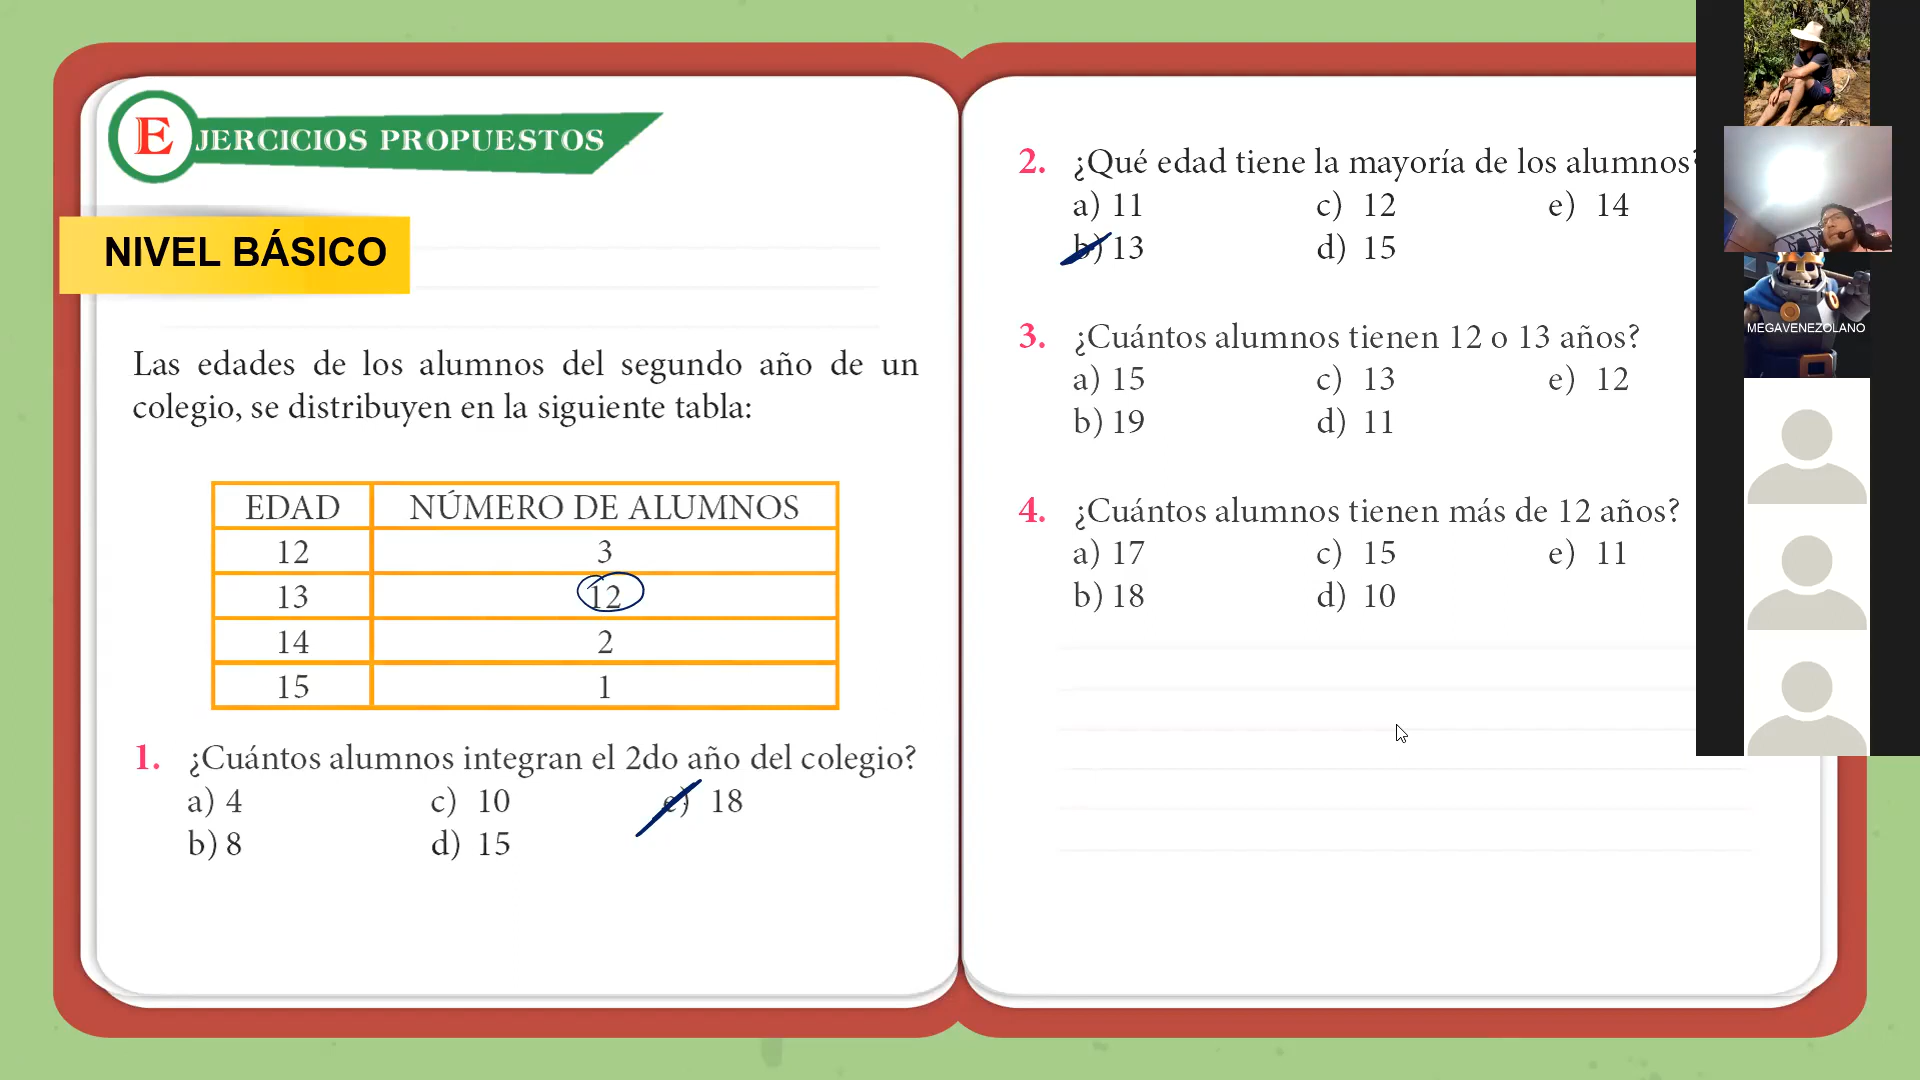 EJERCICIOS PROPUESTOS
NIVEL BÁSICO
Las edades de los alumnos del segundo año de un
colegio, se distribuyen en la siguiente tabla:
EDAD NÚMERO DE ALUMNOS
12 3
13 12
14 2
15 1
1. ¿Cuántos alumnos integran el 2do año del colegio?
a) 4 c) 10 e) 18
b) 8 d) 15
2. ¿Qué edad tiene la mayoría de los alumnos?
a) 11 c) 12 e) 14
b) 13 d) 15
3. ¿Cuántos alumnos tienen 12 o 13 años?
a) 15 c) 13 e) 12
b) 19 d) 11
4. ¿Cuántos alumnos tienen más de 12 años?
a) 17 c) 15 e) 11
b) 18 d) 10
MEGAVENEZOLANO